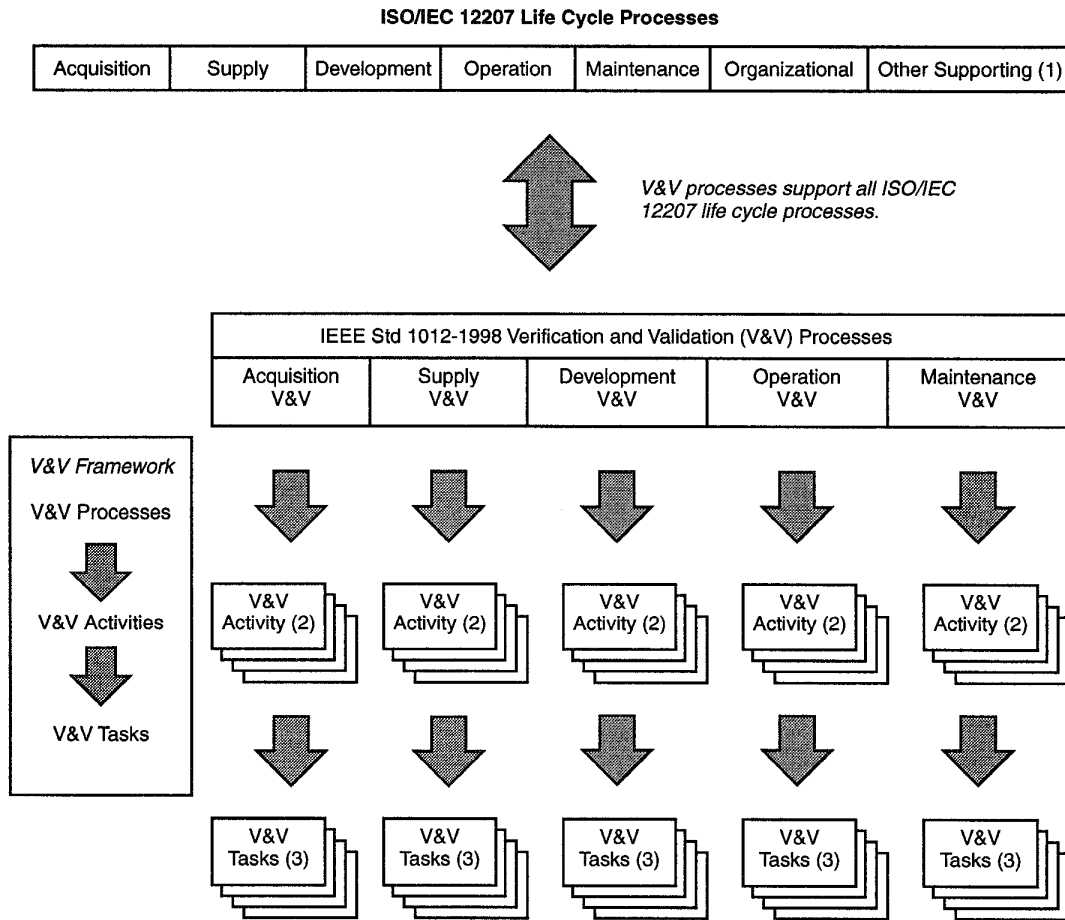 ISO/IEC 12207 Life Cycle Processes
Acquisition Supply Development Operation Maintenance Organizational Other Supporting (1)
V&V processes support all ISO/IEC
12207 life cycle processes.
IEEE Std 1012-1998 Verification and Validation (V&V) Processes
Acquisition Supply Development Operation Maintenance
V&V V&V V&V V&V V&V
V&V Framework
V&V Processes
V&V Activities
V&V Tasks
V&V V&V V&V V&V V&V
Activity (2) Activity (2) Activity (2) Activity (2) Activity (2)
V&V V&V V&V V&V V&V
Tasks (3) Tasks (3) Tasks (3) Tasks (3) Tasks (3)